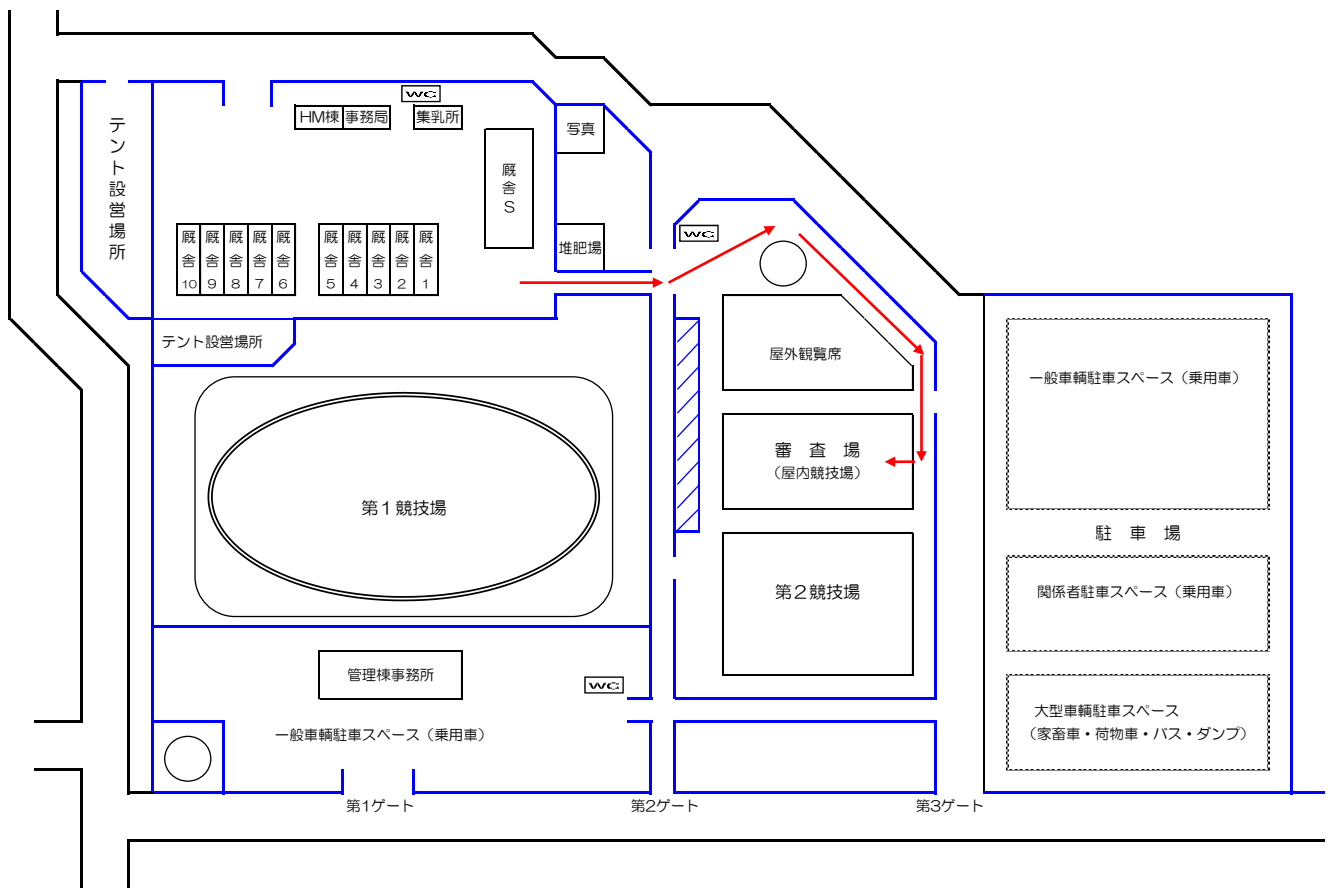 WC
HM棟
事務局
集乳所
写真
テント設営場所
厩舎S
WC
堆肥場
厩舎10
厩舎9
厩舎8
厩舎7
厩舎6
厩舎5
厩舎4
厩舎3
厩舎2
厩舎1
テント設営場所
屋外観覧席
一般車輌駐車スペース（乗用車）
審　査　場
（屋内競技場）
第１競技場
駐　車　場
第２競技場
関係者駐車スペース（乗用車）
管理棟事務所
WC
大型車輌駐車スペース
（家畜車・荷物車・バス・ダンプ）
一般車輌駐車スペース（乗用車）
第1ゲート
第2ゲート
第3ゲート